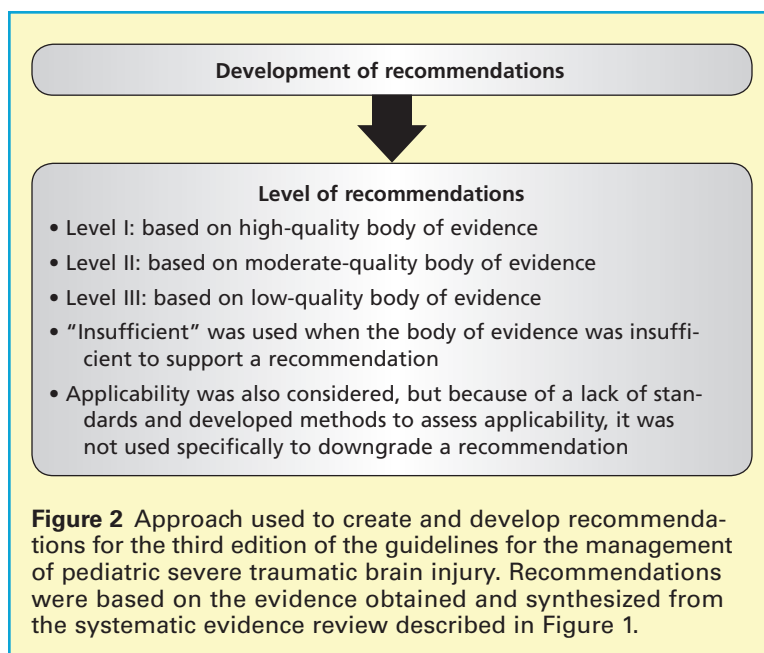 Development of recommendations
Level of recommendations
• Level I: based on high-quality body of evidence
• Level II: based on moderate-quality body of evidence
• Level III: based on low-quality body of evidence
• “Insufficient” was used when the body of evidence was insuffi-
cient to support a recommendation
• Applicability was also considered, but because of a lack of stan-
dards and developed methods to assess applicability, it was
not used specifically to downgrade a recommendation
Figure 2 Approach used to create and develop recommenda-
tions for the third edition of the guidelines for the management
of pediatric severe traumatic brain injury. Recommendations
were based on the evidence obtained and synthesized from
the systematic evidence review described in Figure 1.